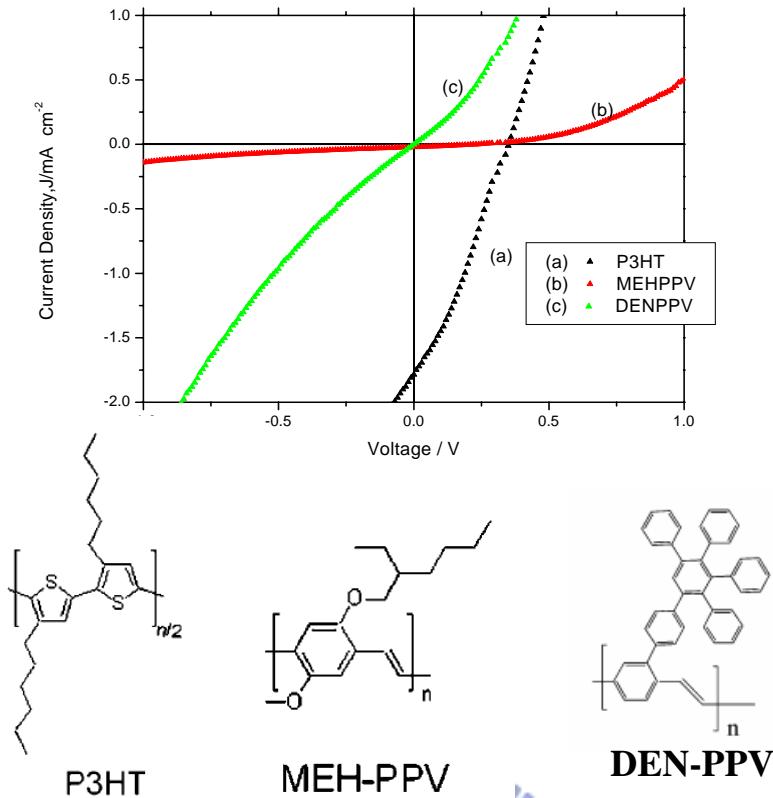 1.0
0.5
0.0
-0.5
-1.0
-1.5
-2.0
Current Density,J/mA cm⁻²
(c)
(b)
(a)
(a) P3HT
(b) MEHPPV
(c) DENPPV
-0.5 0.0 0.5 1.0
Voltage / V
S
S
n/2
O
O
n
n
P3HT
MEH-PPV
DEN-PPV